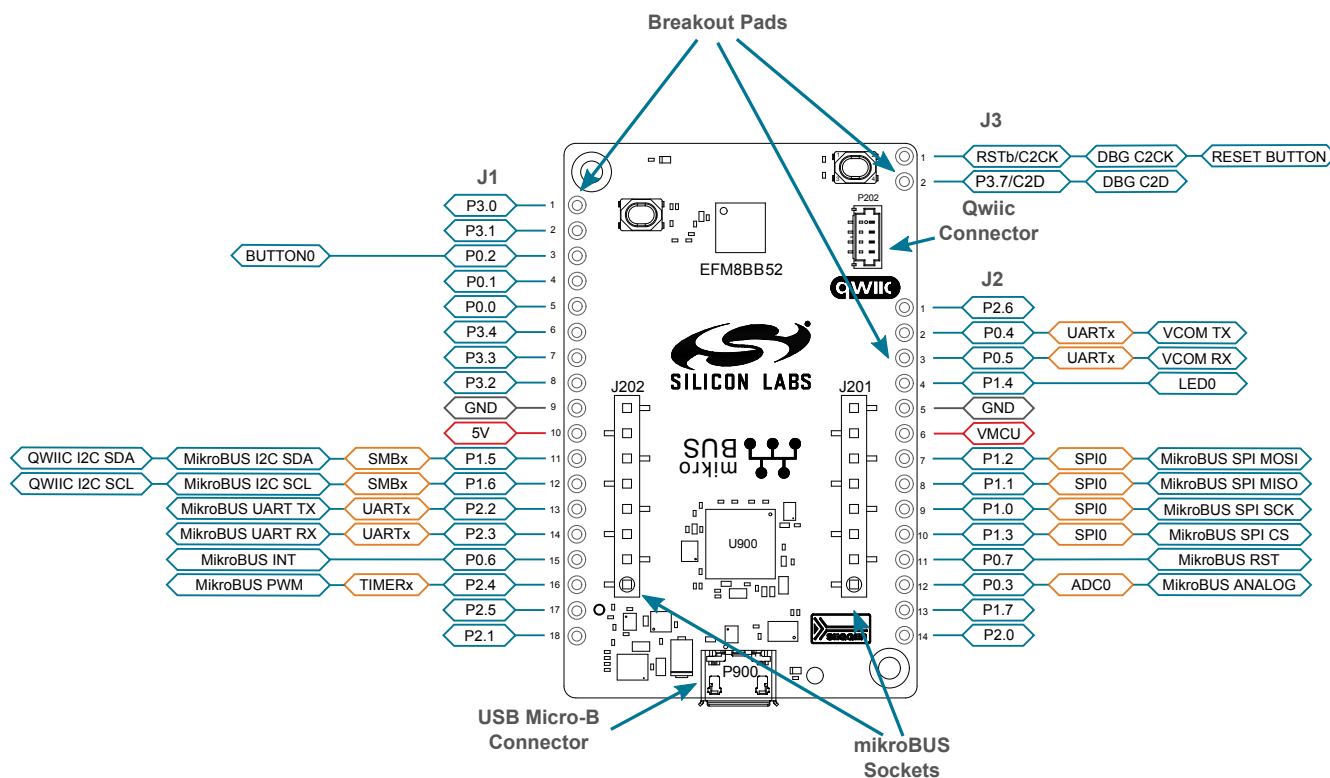 Breakout Pads
J3
1 RSTb/C2CK DBG C2CK RESET BUTTON
2 P3.7/C2D DBG C2D
P202
Qwiic
Connector
J1
P3.0 1
P3.1 2
BUTTON0 P0.2 3
P0.1 4
P0.0 5
P3.4 6
P3.3 7
P3.2 8
GND 9
5V 10
QWIIC I2C SDA MikroBUS I2C SDA SMBx P1.5 11
QWIIC I2C SCL MikroBUS I2C SCL SMBx P1.6 12
MikroBUS UART TX UARTx P2.2 13
MikroBUS UART RX UARTx P2.3 14
MikroBUS INT P0.6 15
MikroBUS PWM TIMERx P2.4 16
P2.5 17
P2.1 18
EFM8BB52
qwiic
SILICON LABS
J202
J201
mikro
BUS
U900
P900
J2
1 P2.6
2 P0.4 UARTx VCOM TX
3 P0.5 UARTx VCOM RX
4 P1.4 LED0
5 GND
6 VMCU
7 P1.2 SPI0 MikroBUS SPI MOSI
8 P1.1 SPI0 MikroBUS SPI MISO
9 P1.0 SPI0 MikroBUS SPI SCK
10 P1.3 SPI0 MikroBUS SPI CS
11 P0.7 MikroBUS RST
12 P0.3 ADC0 MikroBUS ANALOG
13 P1.7
14 P2.0
USB Micro-B
Connector
mikroBUS
Sockets